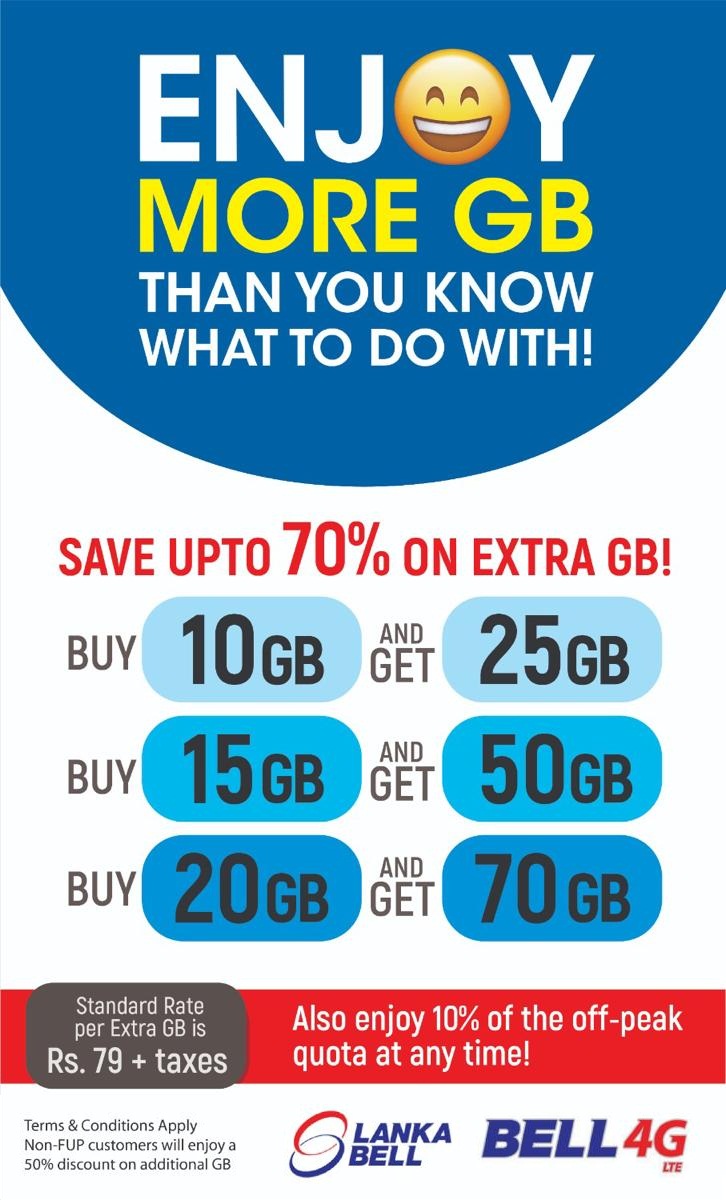 ENJ😄Y
MORE GB
THAN YOU KNOW
WHAT TO DO WITH!
SAVE UPTO 70% ON EXTRA GB!
BUY 10GB AND GET 25GB
BUY 15GB AND GET 50GB
BUY 20GB AND GET 70GB
Standard Rate
per Extra GB is
Rs. 79 + taxes
Also enjoy 10% of the off-peak
quota at any time!
Terms & Conditions Apply
Non-FUP customers will enjoy a
50% discount on additional GB
LANKA
BELL
BELL 4G
LTE